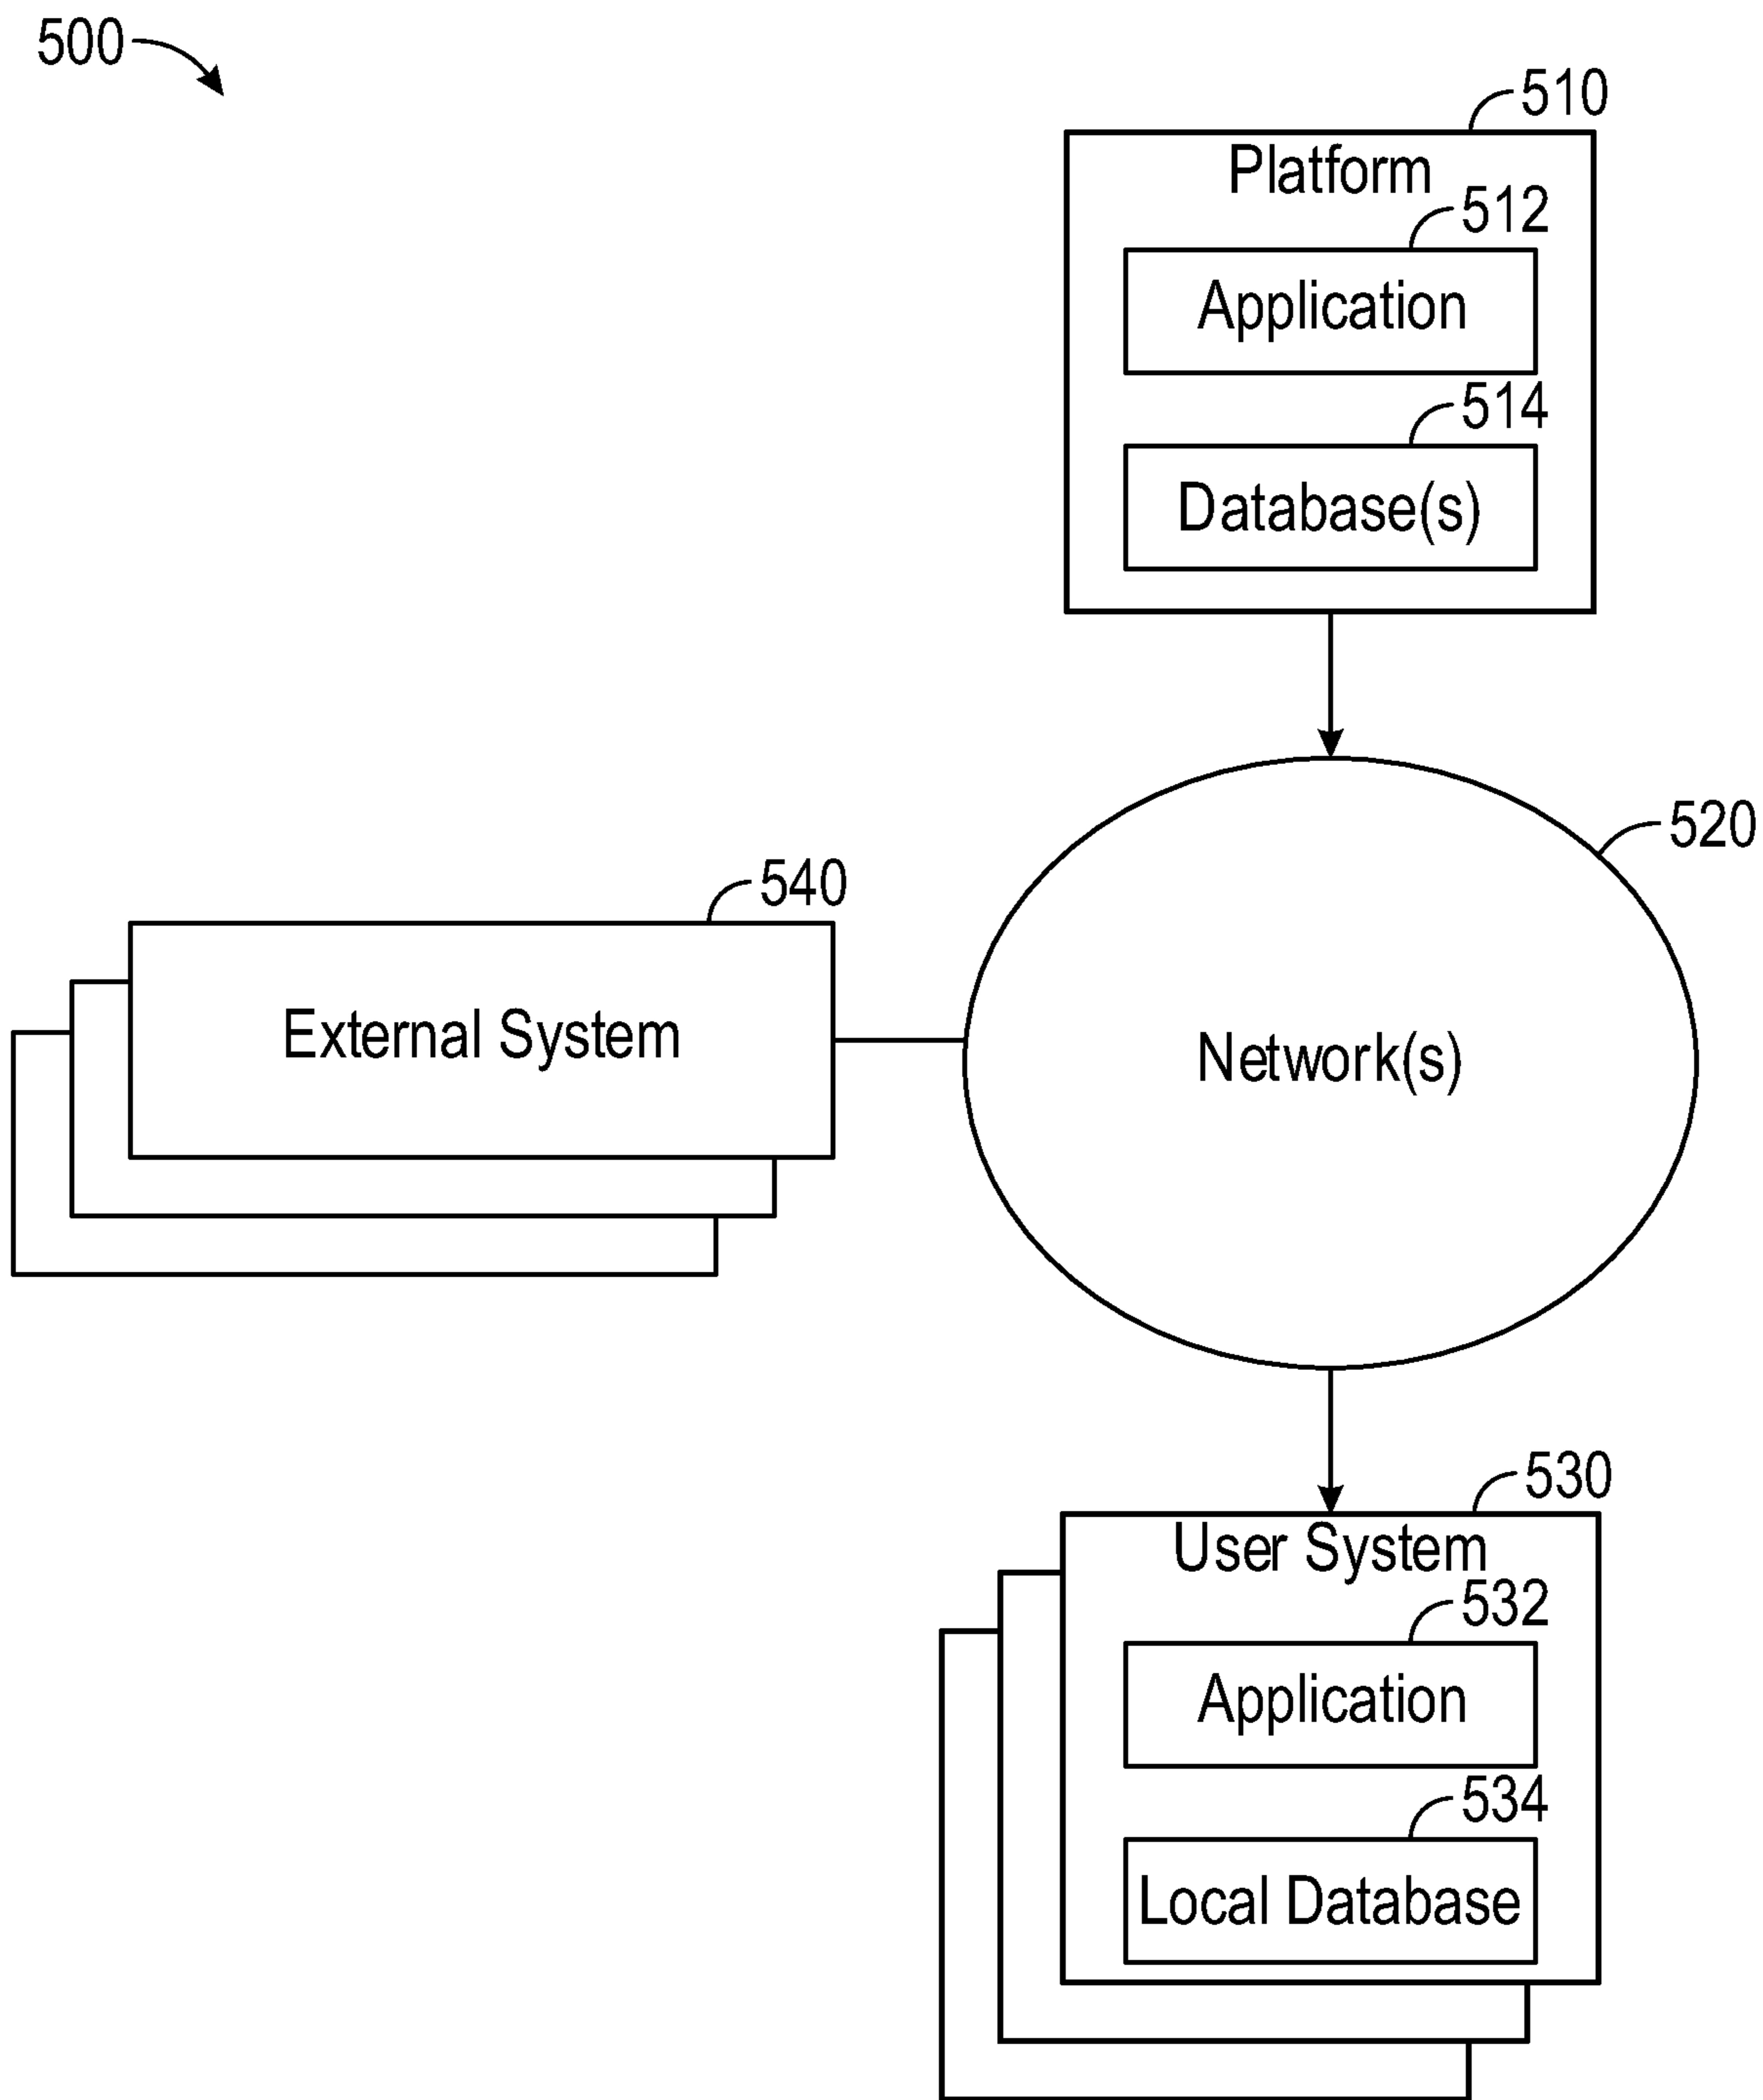 500
510
Platform
512
Application
514
Database(s)
520
540
External System
Network(s)
530
User System
532
Application
534
Local Database